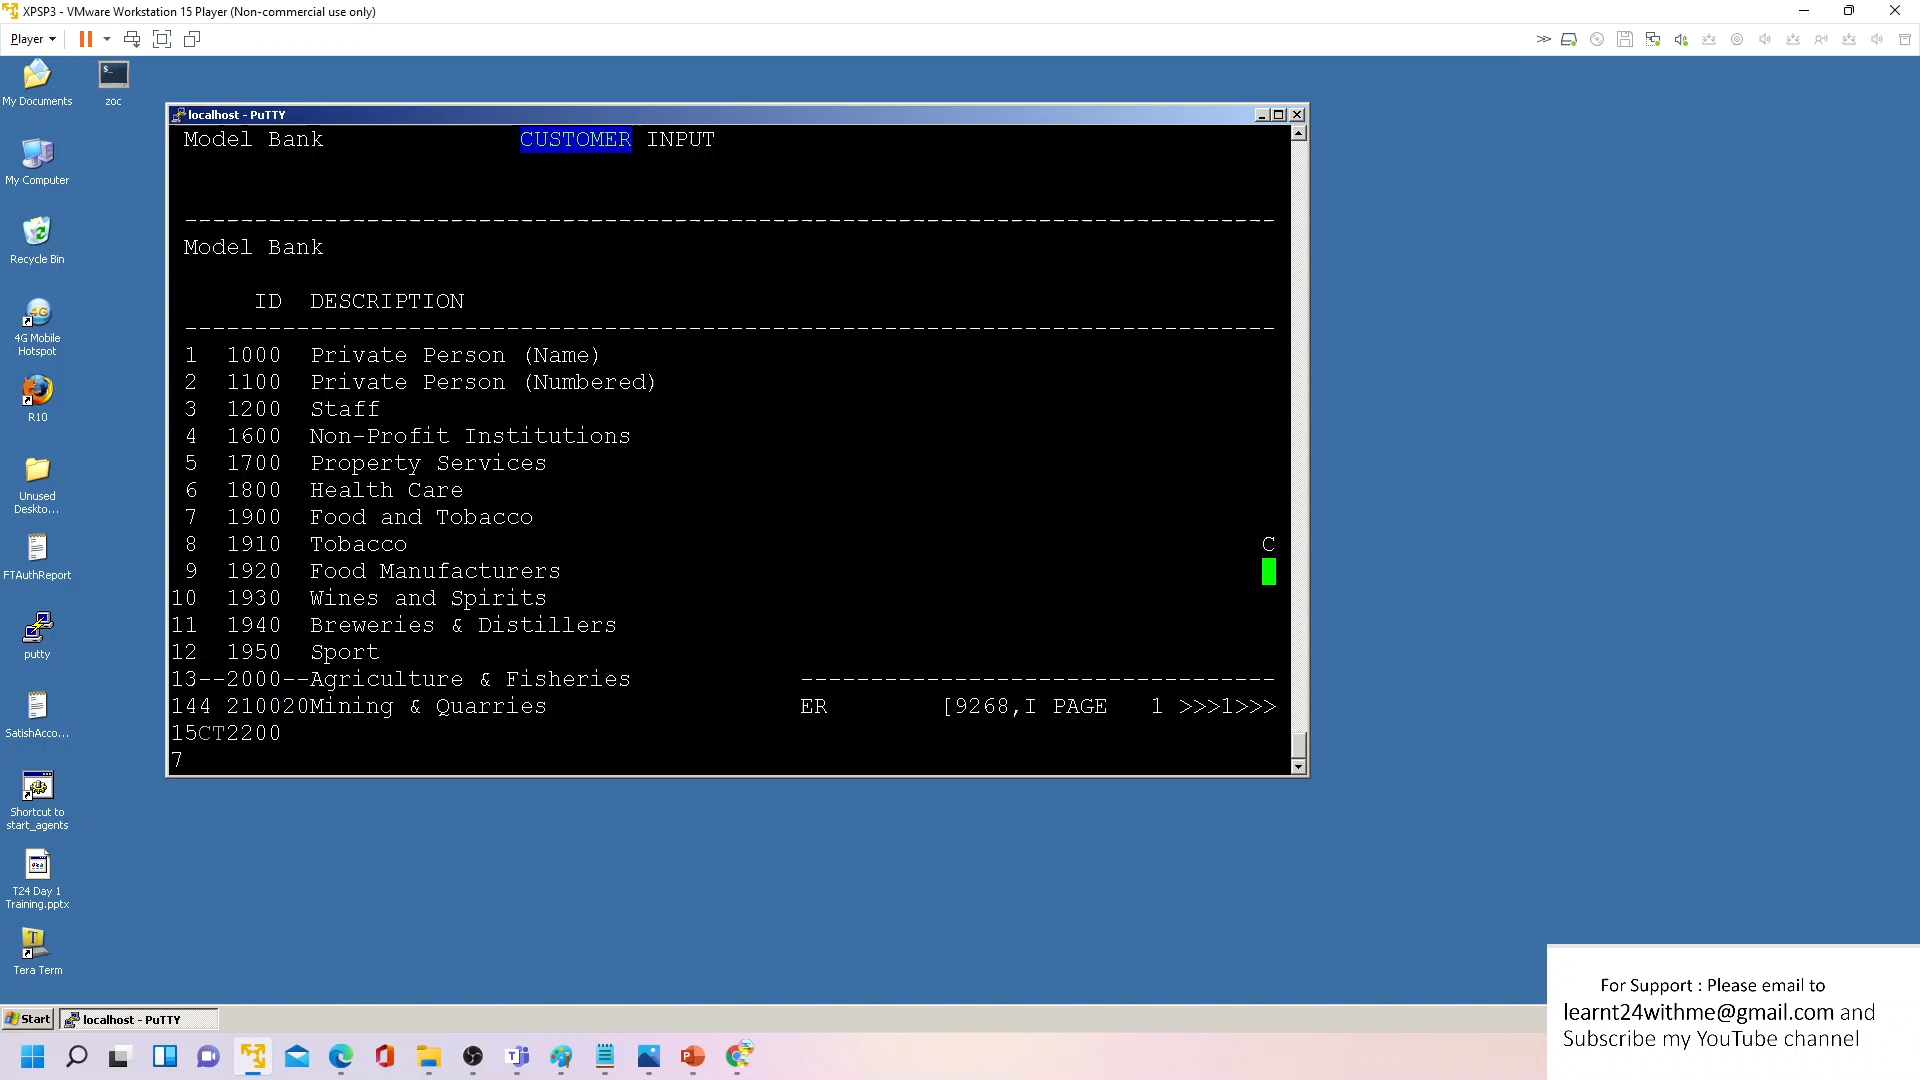 XPSP3 - VMware Workstation 15 Player (Non-commercial use only)
Player
My Documents
zoc
My Computer
Recycle Bin
4G
4G Mobile
Hotspot
R10
Unused
Deskto...
FTAuthReport
putty
SatishAcco...
Shortcut to
start_agents
T24 Day 1
Training.pptx
Tera Term
localhost - PuTTY
Model Bank CUSTOMER INPUT
--------------------------------------------------------------------------------
Model Bank
ID DESCRIPTION
--------------------------------------------------------------------------------
1 1000 Private Person (Name)
2 1100 Private Person (Numbered)
3 1200 Staff
4 1600 Non-Profit Institutions
5 1700 Property Services
6 1800 Health Care
7 1900 Food and Tobacco
8 1910 Tobacco C
9 1920 Food Manufacturers
10 1930 Wines and Spirits
11 1940 Breweries & Distillers
12 1950 Sport
13--2000--Agriculture & Fisheries ----------------------------------
144 210020Mining & Quarries ER [9268,I PAGE 1 >>>1>>>
15CT2200
7
Start
localhost - PuTTY
For Support : Please email to
learnt24withme@gmail.com and
Subscribe my YouTube channel